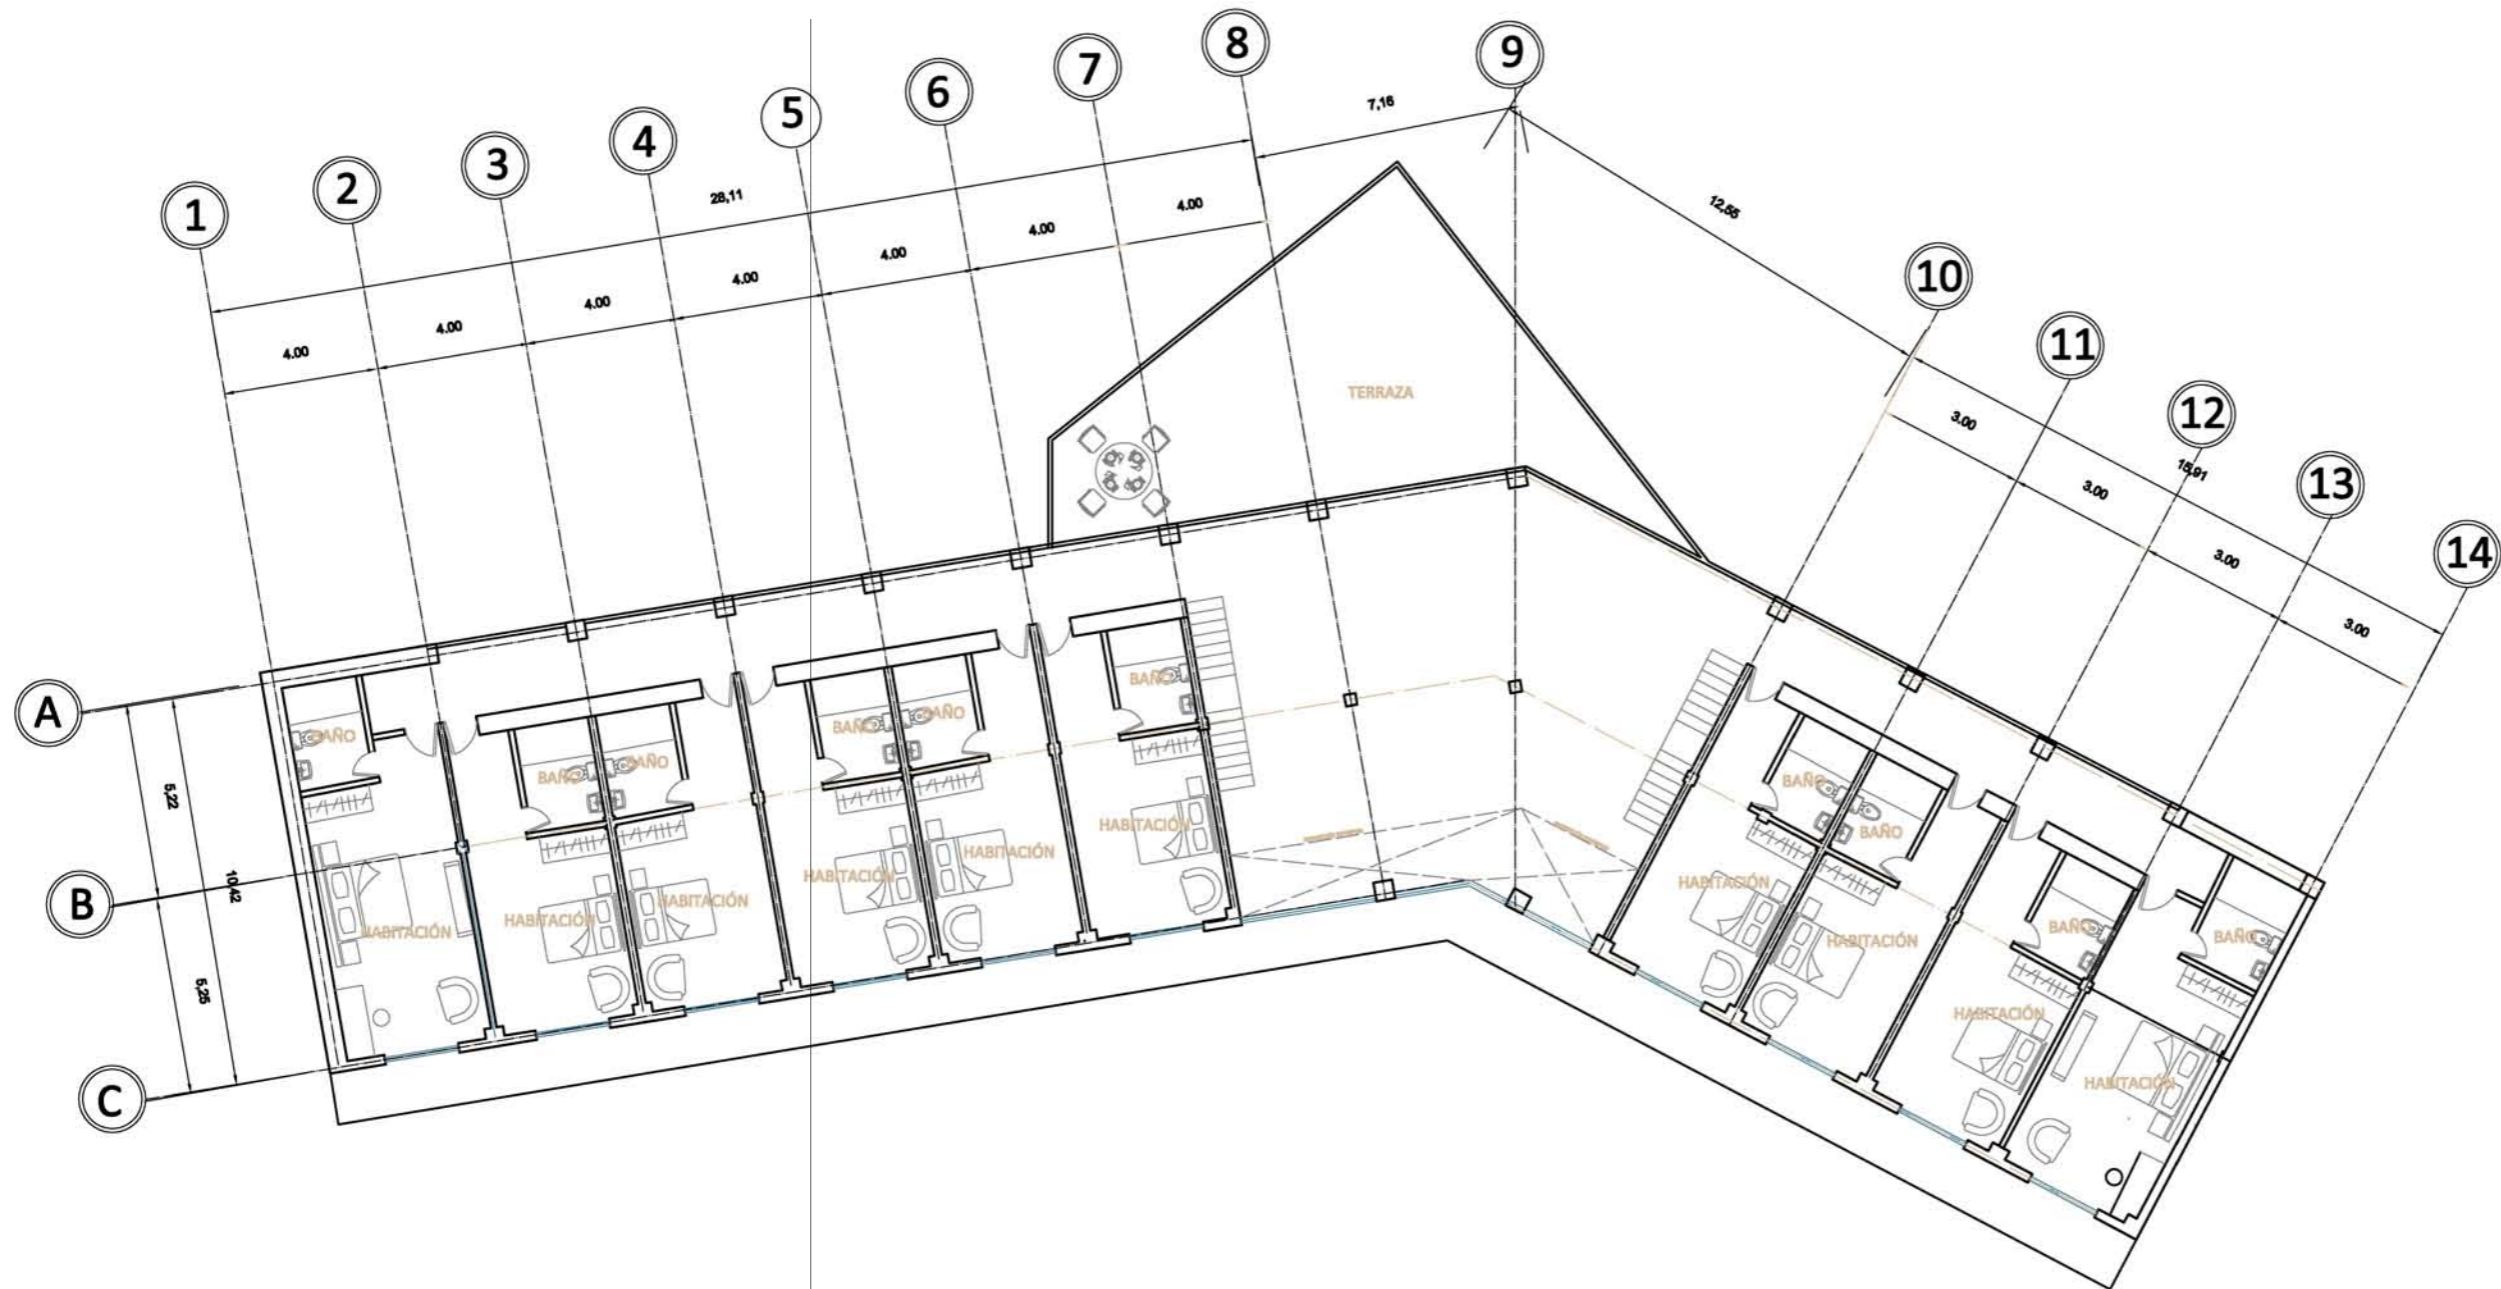 1
2
3
4
5
6
7
8
9
10
11
12
13
14
A
B
C
28,11
7,16
12,55
15,91
4.00
4.00
4.00
4.00
4.00
4.00
4.00
3.00
3.00
3.00
3.00
5,22
10,42
5,25
TERRAZA
BAÑO
BAÑO
BAÑO
BAÑO
BAÑO
BAÑO
BAÑO
BAÑO
BAÑO
BAÑO
HABITACIÓN
HABITACIÓN
HABITACIÓN
HABITACIÓN
HABITACIÓN
HABITACIÓN
HABITACIÓN
HABITACIÓN
HABITACIÓN
HABITACIÓN